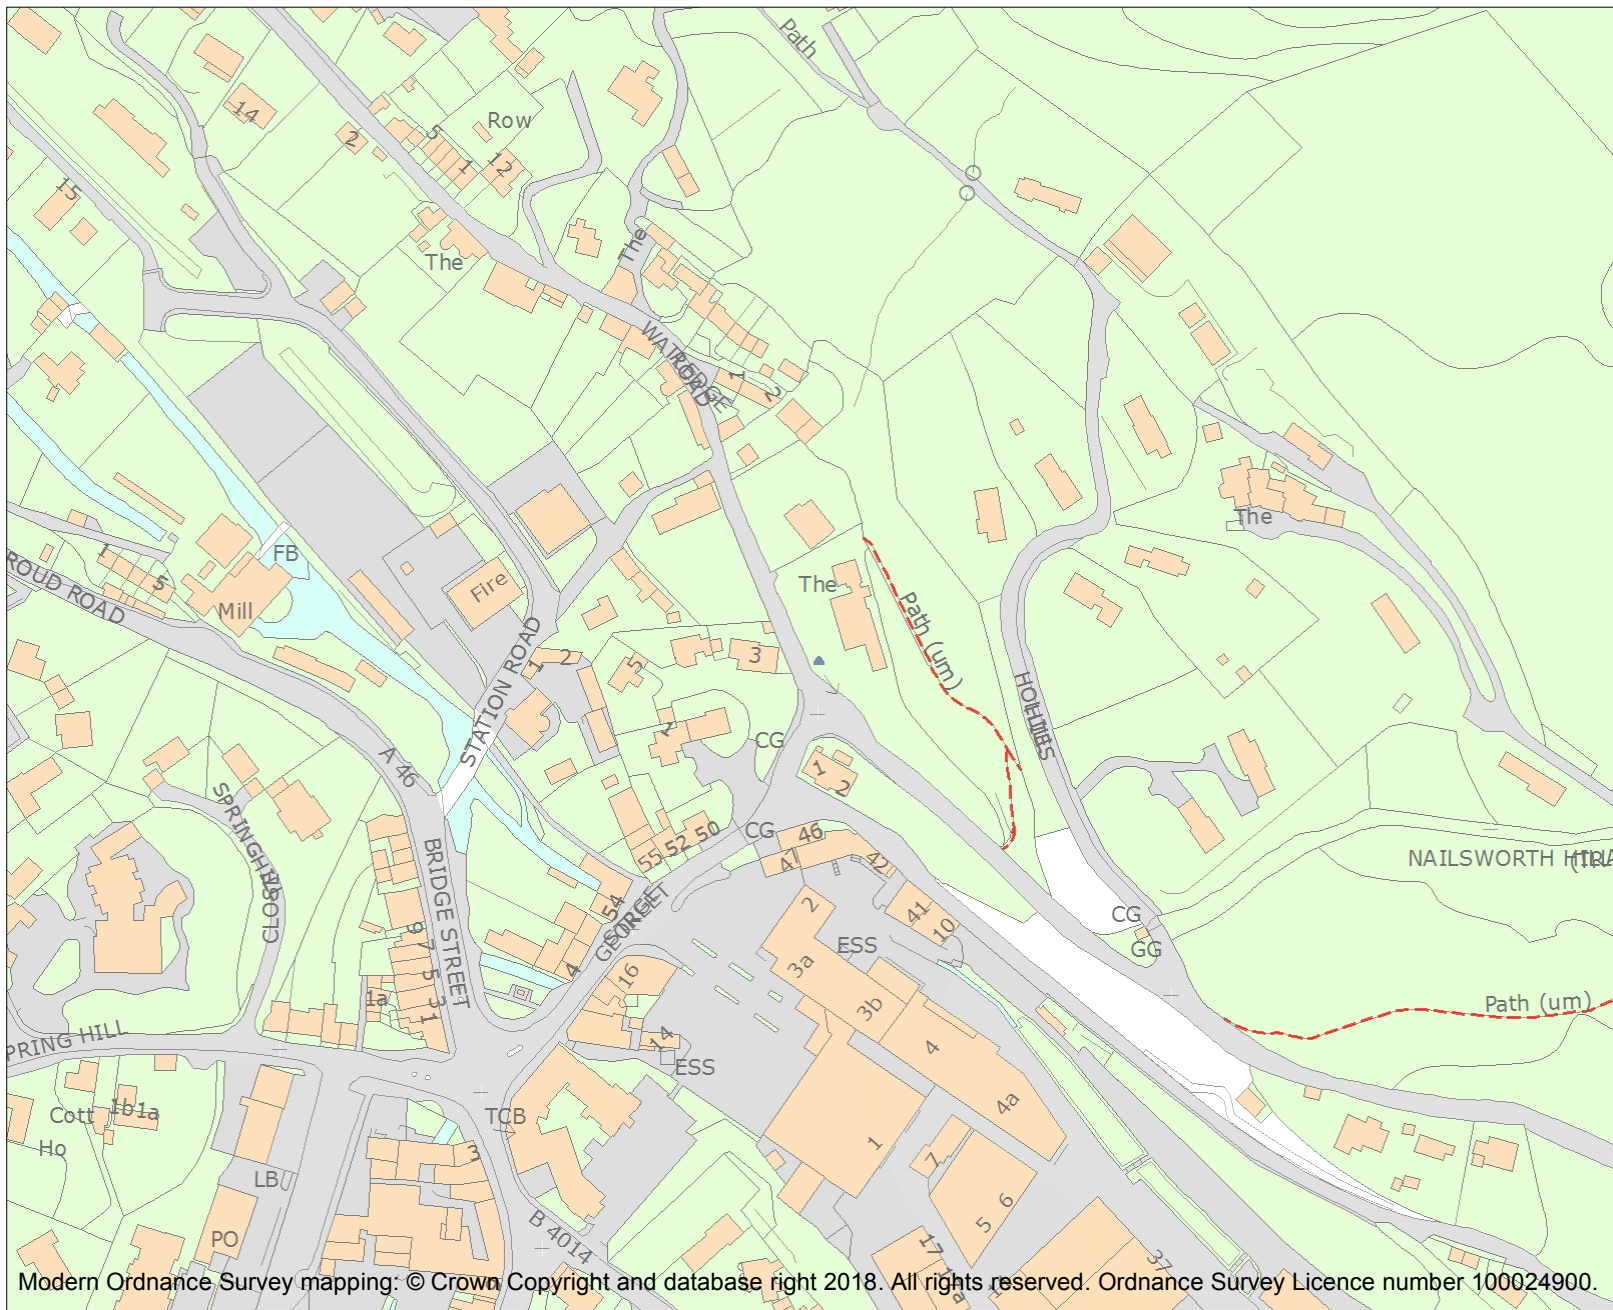 Path
14
2
5
1
Row
12
15
The
The
WATLEDGE
ROAD
1
2
FB
Fire
The
The
ROUD ROAD
1
5
Mill
Path (um)
STATION ROAD
1
2
5
3
1
CG
1
2
A 46
SPRINGHILL
CLOSE
BRIDGE STREET
CG
46
47
42
50
52
55
54
GEORGE
STREET
4
16
14
ESS
2
3a
3b
4
4a
ESS
41
10
CG
GG
NAILSWORTH HILL
Path (um)
9
7
5
3
1
1a
PRING HILL
Cott
1b1a
Ho
LB
PO
TCB
3
B 4014
1
7
6
5
17
37
Modern Ordnance Survey mapping: © Crown Copyright and database right 2018. All rights reserved. Ordnance Survey Licence number 100024900.